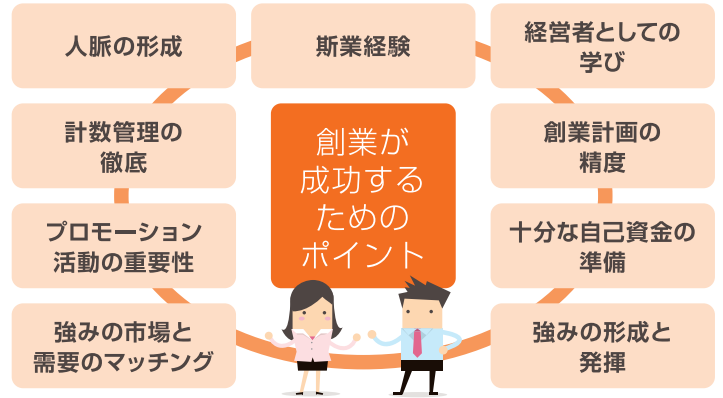 人脈の形成
斯業経験
経営者としての
学び
計数管理の
徹底
創業が
成功する
ための
ポイント
創業計画の
精度
プロモーション
活動の重要性
十分な自己資金の
準備
強みの市場と
需要のマッチング
強みの形成と
発揮